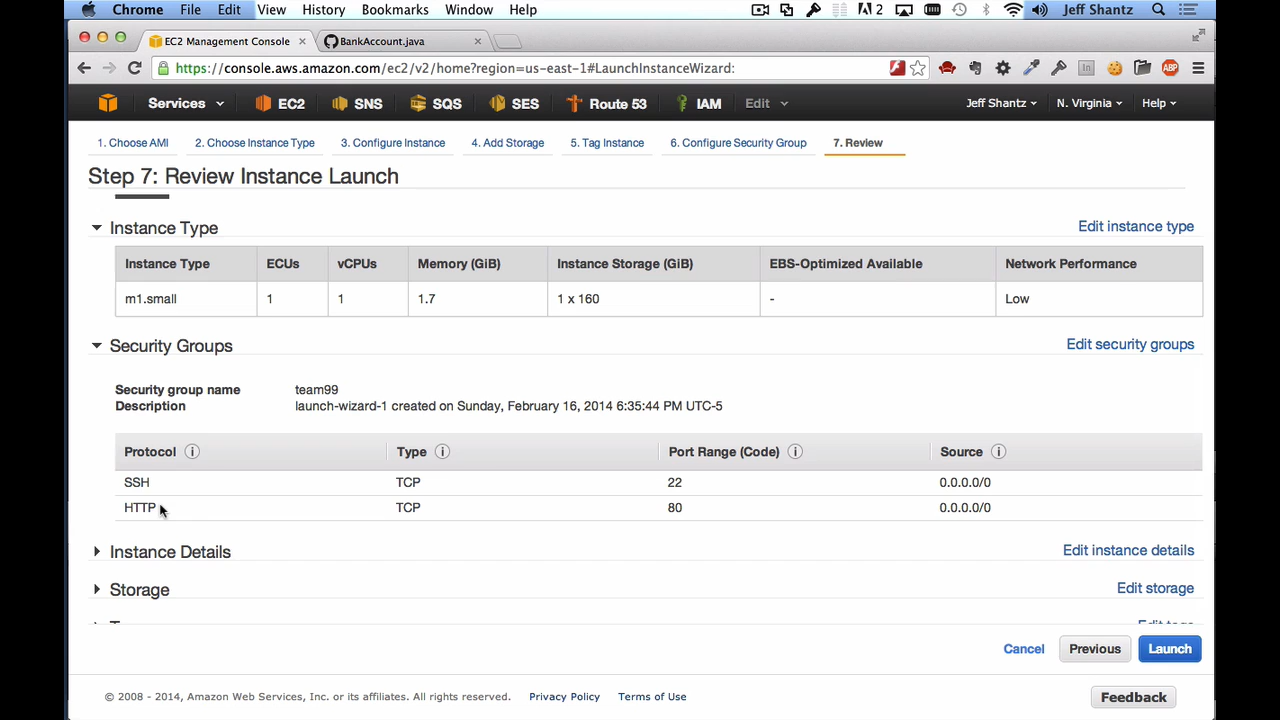 Chrome File Edit View History Bookmarks Window Help 2 Jeff Shantz
EC2 Management Console BankAccount.java
https://console.aws.amazon.com/ec2/v2/home?region=us-east-1#LaunchInstanceWizard: in ABP
Services EC2 SNS SQS SES Route 53 IAM Edit Jeff Shantz N. Virginia Help
1. Choose AMI 2. Choose Instance Type 3. Configure Instance 4. Add Storage 5. Tag Instance 6. Configure Security Group 7. Review
Step 7: Review Instance Launch
Instance Type Edit instance type
Instance Type ECUs vCPUs Memory (GiB) Instance Storage (GiB) EBS-Optimized Available Network Performance
m1.small 1 1 1.7 1 x 160 - Low
Security Groups Edit security groups
Security group name team99
Description launch-wizard-1 created on Sunday, February 16, 2014 6:35:44 PM UTC-5
Protocol i Type i Port Range (Code) i Source i
SSH TCP 22 0.0.0.0/0
HTTP TCP 80 0.0.0.0/0
Instance Details Edit instance details
Storage Edit storage
Edit tags
Cancel Previous Launch
© 2008 - 2014, Amazon Web Services, Inc. or its affiliates. All rights reserved. Privacy Policy Terms of Use Feedback